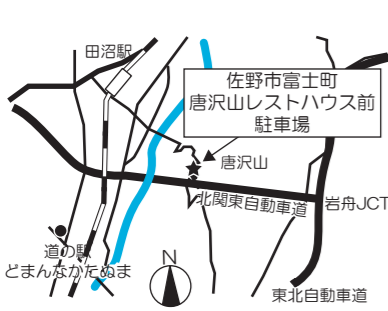 田沼駅
佐野市富士町
唐沢山レストハウス前
駐車場
唐沢山
北関東自動車道
岩舟JCT
道の駅
どまんなかたぬま
N
東北自動車道